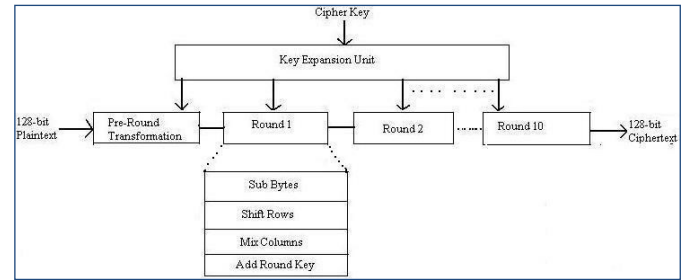 Cipher Key
Key Expansion Unit
128-bit
Plaintext
Pre-Round
Transformation
Round 1
Round 2
Round 10
128-bit
Ciphertext
Sub Bytes
Shift Rows
Mix Columns
Add Round Key